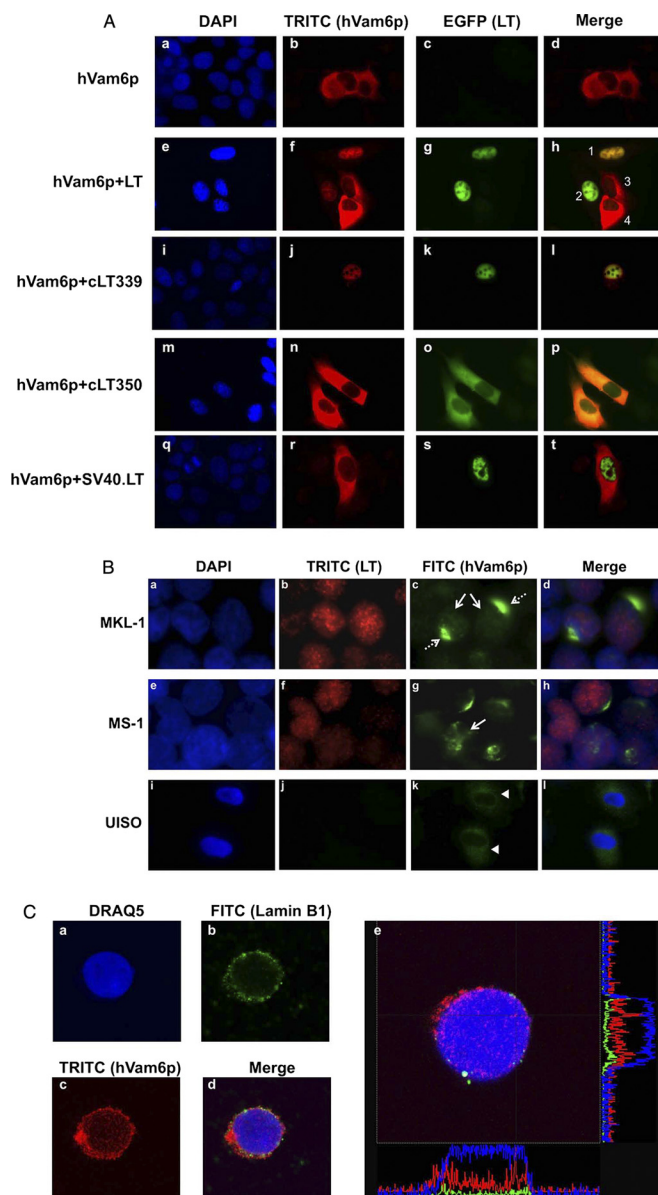 A DAPI TRITC (hVam6p) EGFP (LT) Merge
hVam6p a b c d
hVam6p+LT e f g h 1 2 3 4
hVam6p+cLT339 i j k l
hVam6p+cLT350 m n o p
hVam6p+SV40.LT q r s t
B DAPI TRITC (LT) FITC (hVam6p) Merge
MKL-1 a b c d
MS-1 e f g h
UISO i j k l
C DRAQ5 FITC (Lamin B1)
a b e
TRITC (hVam6p) Merge
c d